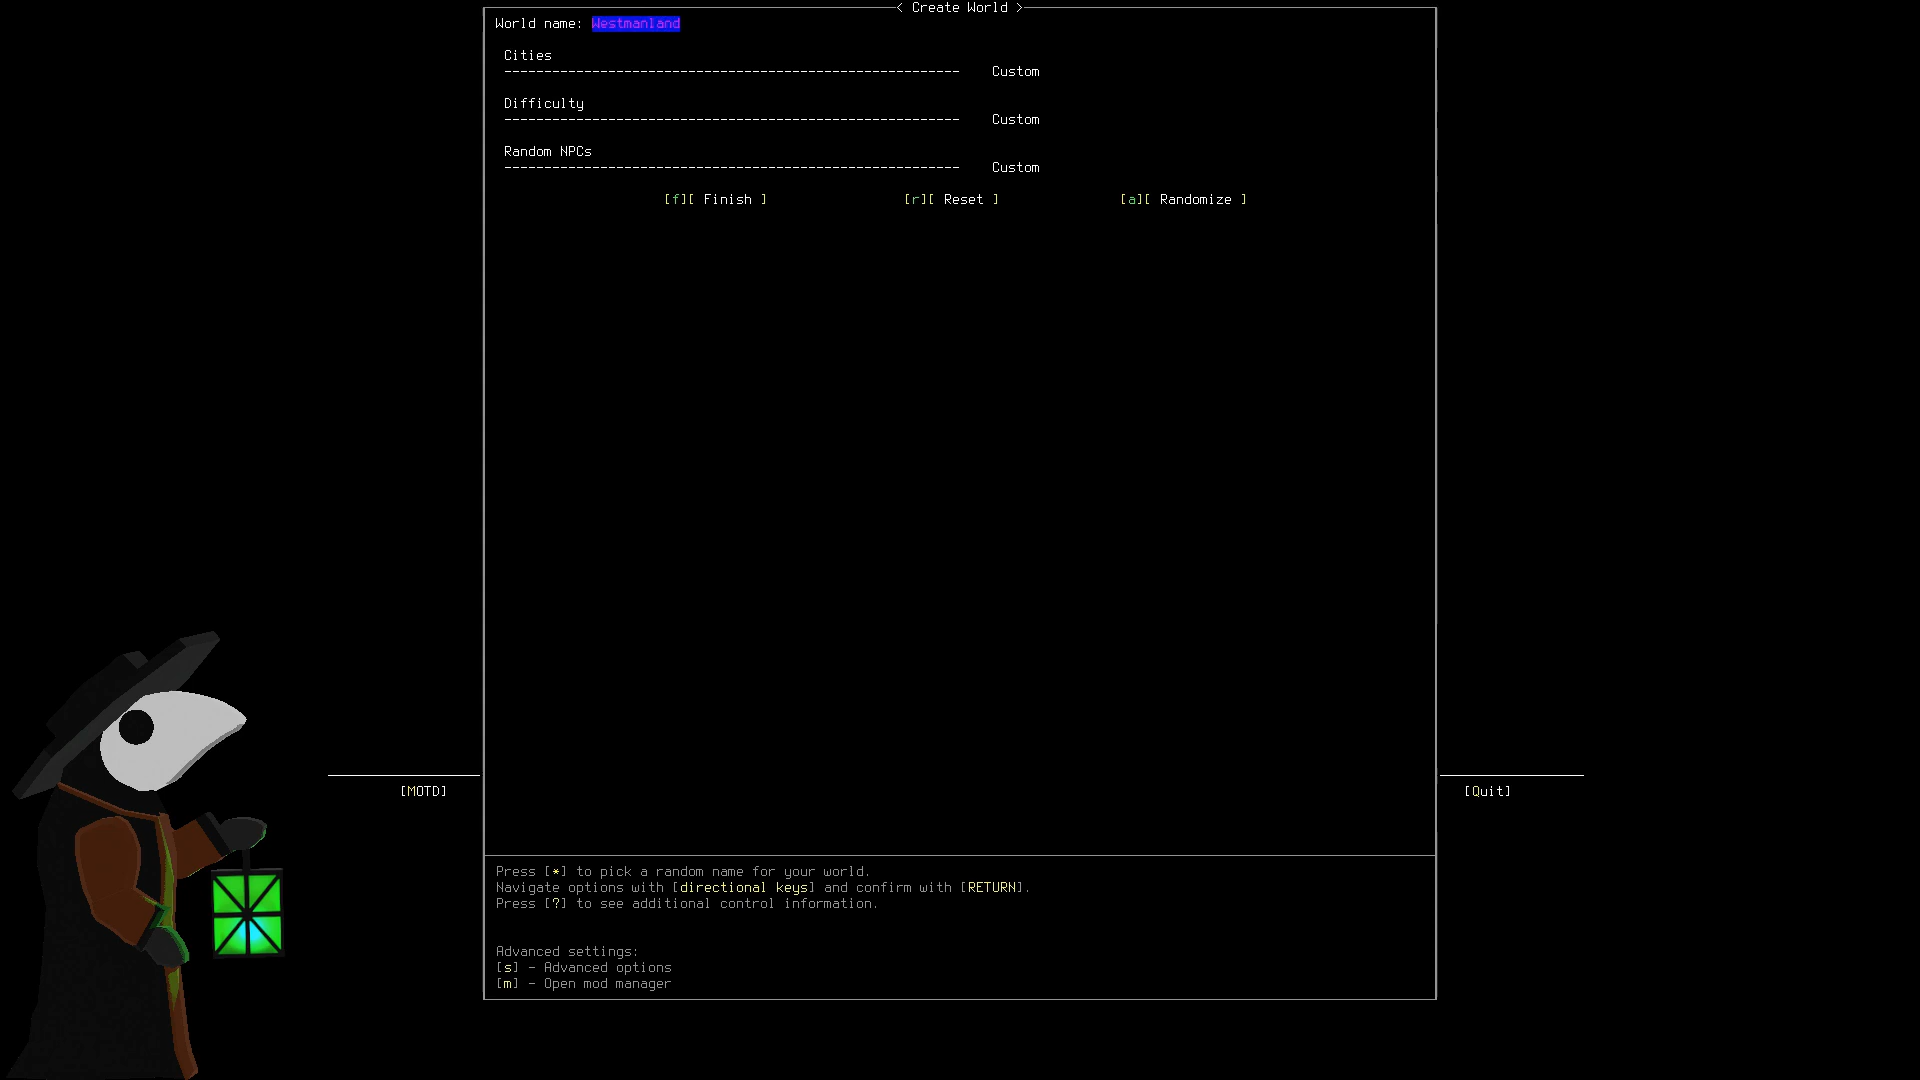 < Create World >
World name: Westmanland
Cities
--------------------------------------------------------- Custom
Difficulty
--------------------------------------------------------- Custom
Random NPCs
--------------------------------------------------------- Custom
[f][ Finish ] [r][ Reset ] [a][ Randomize ]
[MOTD] [Quit]
Press [*] to pick a random name for your world.
Navigate options with [directional keys] and confirm with [RETURN].
Press [?] to see additional control information.
Advanced settings:
[s] - Advanced options
[m] - Open mod manager